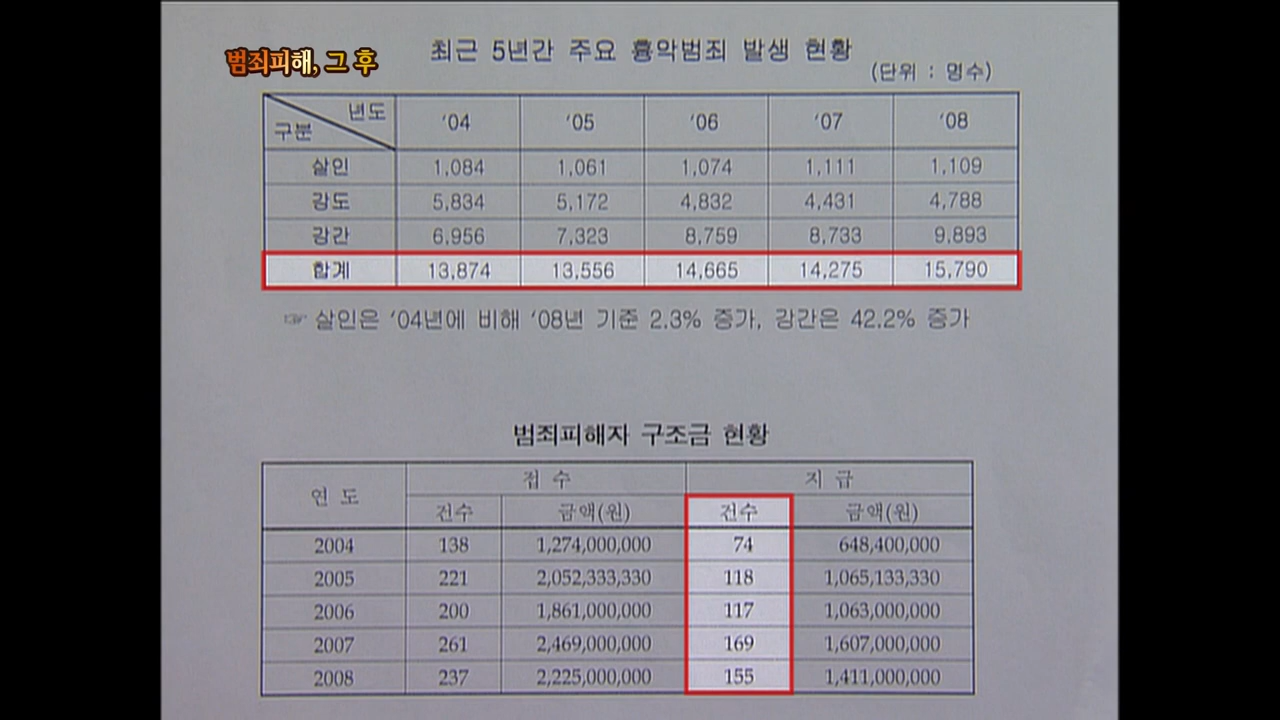 범죄피해, 그 후
최근 5년간 주요 흉악범죄 발생 현황
(단위 : 명수)
구분 년도 '04 '05 '06 '07 '08
살인 1,084 1,061 1,074 1,111 1,109
강도 5,834 5,172 4,832 4,431 4,788
강간 6,956 7,323 8,759 8,733 9,893
합계 13,874 13,556 14,665 14,275 15,790
☞ 살인은 '04년에 비해 '08년 기준 2.3% 증가, 강간은 42.2% 증가
범죄피해자 구조금 현황
연 도 접 수 지 급
건수 금액(원) 건수 금액(원)
2004 138 1,274,000,000 74 648,400,000
2005 221 2,052,333,330 118 1,065,133,330
2006 200 1,861,000,000 117 1,063,000,000
2007 261 2,469,000,000 169 1,607,000,000
2008 237 2,225,000,000 155 1,411,000,000